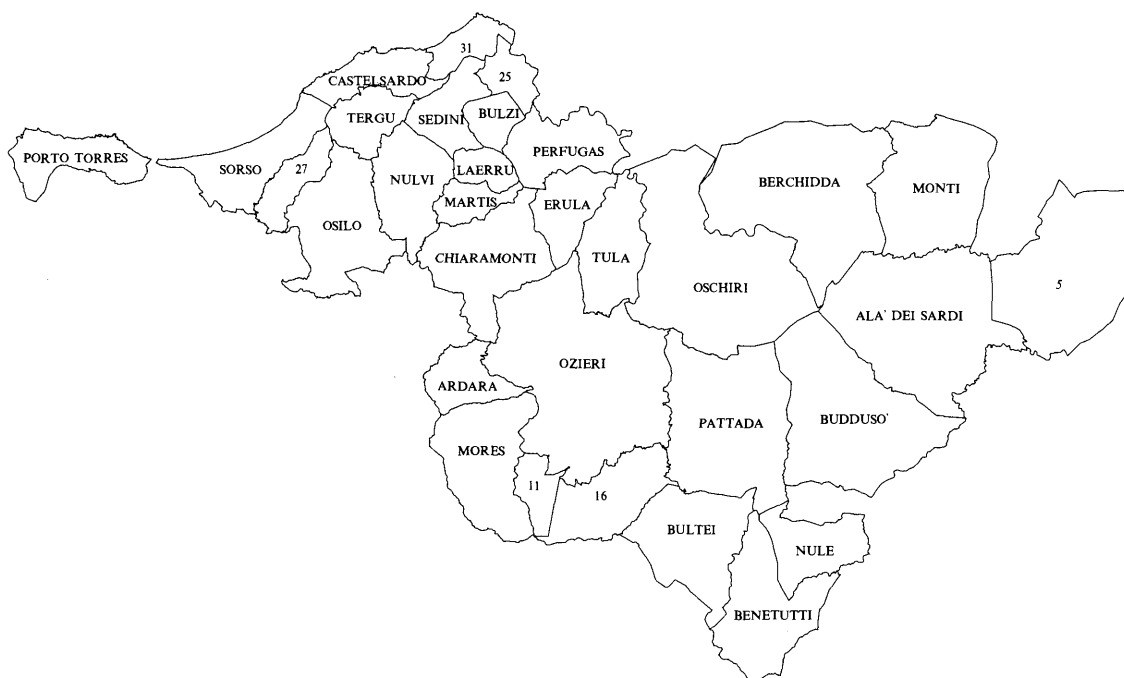 31
CASTELSARDO
25
TERGU
SEDINI
BULZI
PORTO TORRES
SORSO
27
NULVI
LAERRU
PERFUGAS
BERCHIDDA
MONTI
MARTIS
ERULA
OSILO
CHIARAMONTI
TULA
OSCHIRI
5
ALA' DEI SARDI
OZIERI
ARDARA
PATTADA
BUDDUSO'
MORES
11
16
BULTEI
NULE
BENETUTTI